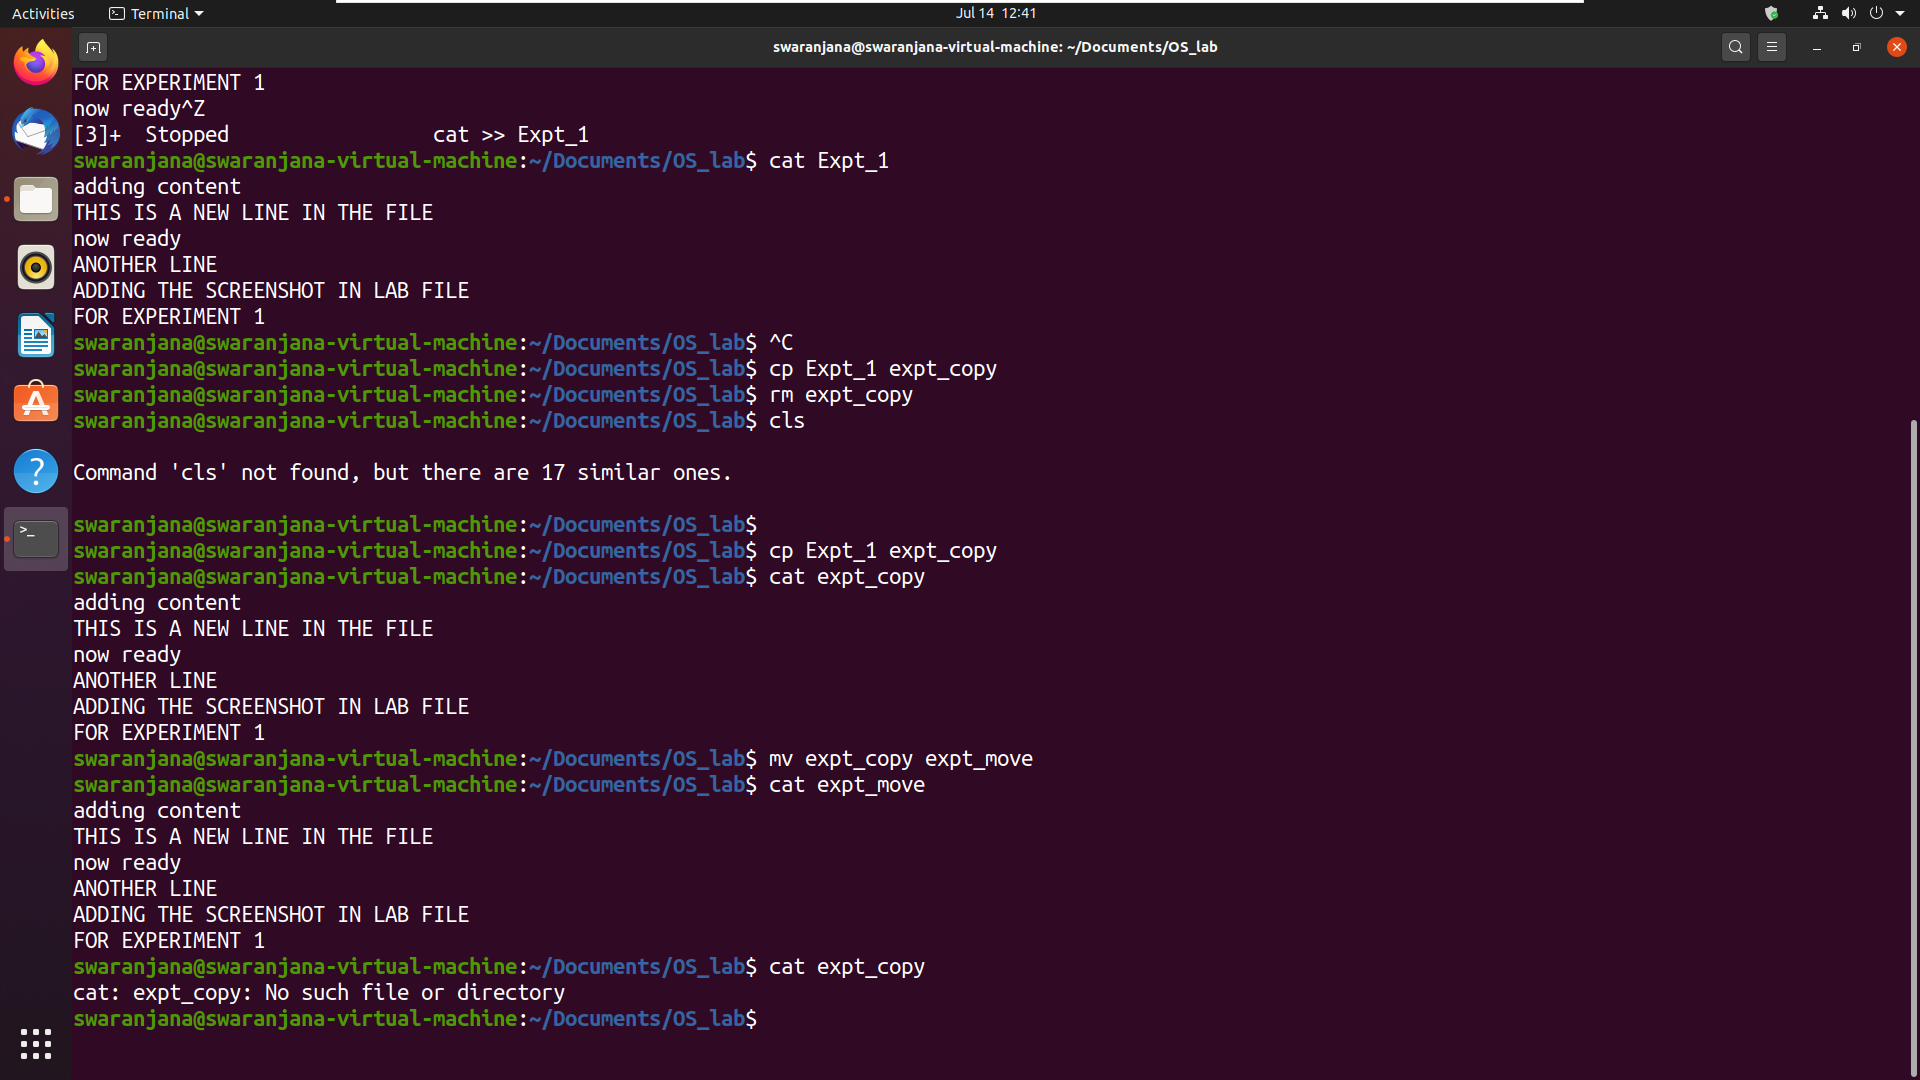 Activities
Terminal
Jul 14 12:41
swaranjana@swaranjana-virtual-machine: ~/Documents/OS_lab
FOR EXPERIMENT 1
now ready^Z
[3]+  Stopped                 cat >> Expt_1
swaranjana@swaranjana-virtual-machine:~/Documents/OS_lab$ cat Expt_1
adding content
THIS IS A NEW LINE IN THE FILE
now ready
ANOTHER LINE
ADDING THE SCREENSHOT IN LAB FILE
FOR EXPERIMENT 1
swaranjana@swaranjana-virtual-machine:~/Documents/OS_lab$ ^C
swaranjana@swaranjana-virtual-machine:~/Documents/OS_lab$ cp Expt_1 expt_copy
swaranjana@swaranjana-virtual-machine:~/Documents/OS_lab$ rm expt_copy
swaranjana@swaranjana-virtual-machine:~/Documents/OS_lab$ cls
Command 'cls' not found, but there are 17 similar ones.
swaranjana@swaranjana-virtual-machine:~/Documents/OS_lab$
swaranjana@swaranjana-virtual-machine:~/Documents/OS_lab$ cp Expt_1 expt_copy
swaranjana@swaranjana-virtual-machine:~/Documents/OS_lab$ cat expt_copy
adding content
THIS IS A NEW LINE IN THE FILE
now ready
ANOTHER LINE
ADDING THE SCREENSHOT IN LAB FILE
FOR EXPERIMENT 1
swaranjana@swaranjana-virtual-machine:~/Documents/OS_lab$ mv expt_copy expt_move
swaranjana@swaranjana-virtual-machine:~/Documents/OS_lab$ cat expt_move
adding content
THIS IS A NEW LINE IN THE FILE
now ready
ANOTHER LINE
ADDING THE SCREENSHOT IN LAB FILE
FOR EXPERIMENT 1
swaranjana@swaranjana-virtual-machine:~/Documents/OS_lab$ cat expt_copy
cat: expt_copy: No such file or directory
swaranjana@swaranjana-virtual-machine:~/Documents/OS_lab$